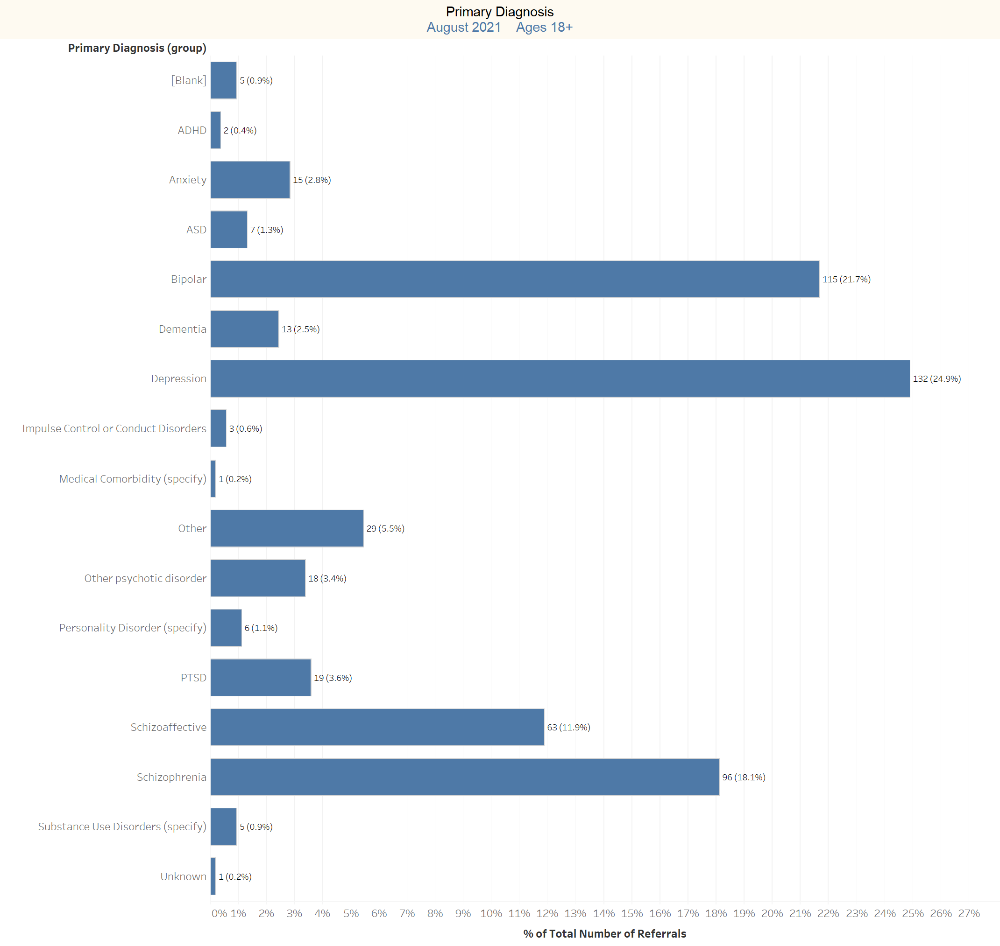 Primary Diagnosis
August 2021 Ages 18+
Primary Diagnosis (group)
[Blank] 5 (0.9%)
ADHD 2 (0.4%)
Anxiety 15 (2.8%)
ASD 7 (1.3%)
Bipolar 115 (21.7%)
Dementia 13 (2.5%)
Depression 132 (24.9%)
Impulse Control or Conduct Disorders 3 (0.6%)
Medical Comorbidity (specify) 1 (0.2%)
Other 29 (5.5%)
Other psychotic disorder 18 (3.4%)
Personality Disorder (specify) 6 (1.1%)
PTSD 19 (3.6%)
Schizoaffective 63 (11.9%)
Schizophrenia 96 (18.1%)
Substance Use Disorders (specify) 5 (0.9%)
Unknown 1 (0.2%)
0% 1% 2% 3% 4% 5% 6% 7% 8% 9% 10% 11% 12% 13% 14% 15% 16% 17% 18% 19% 20% 21% 22% 23% 24% 25% 26% 27%
% of Total Number of Referrals